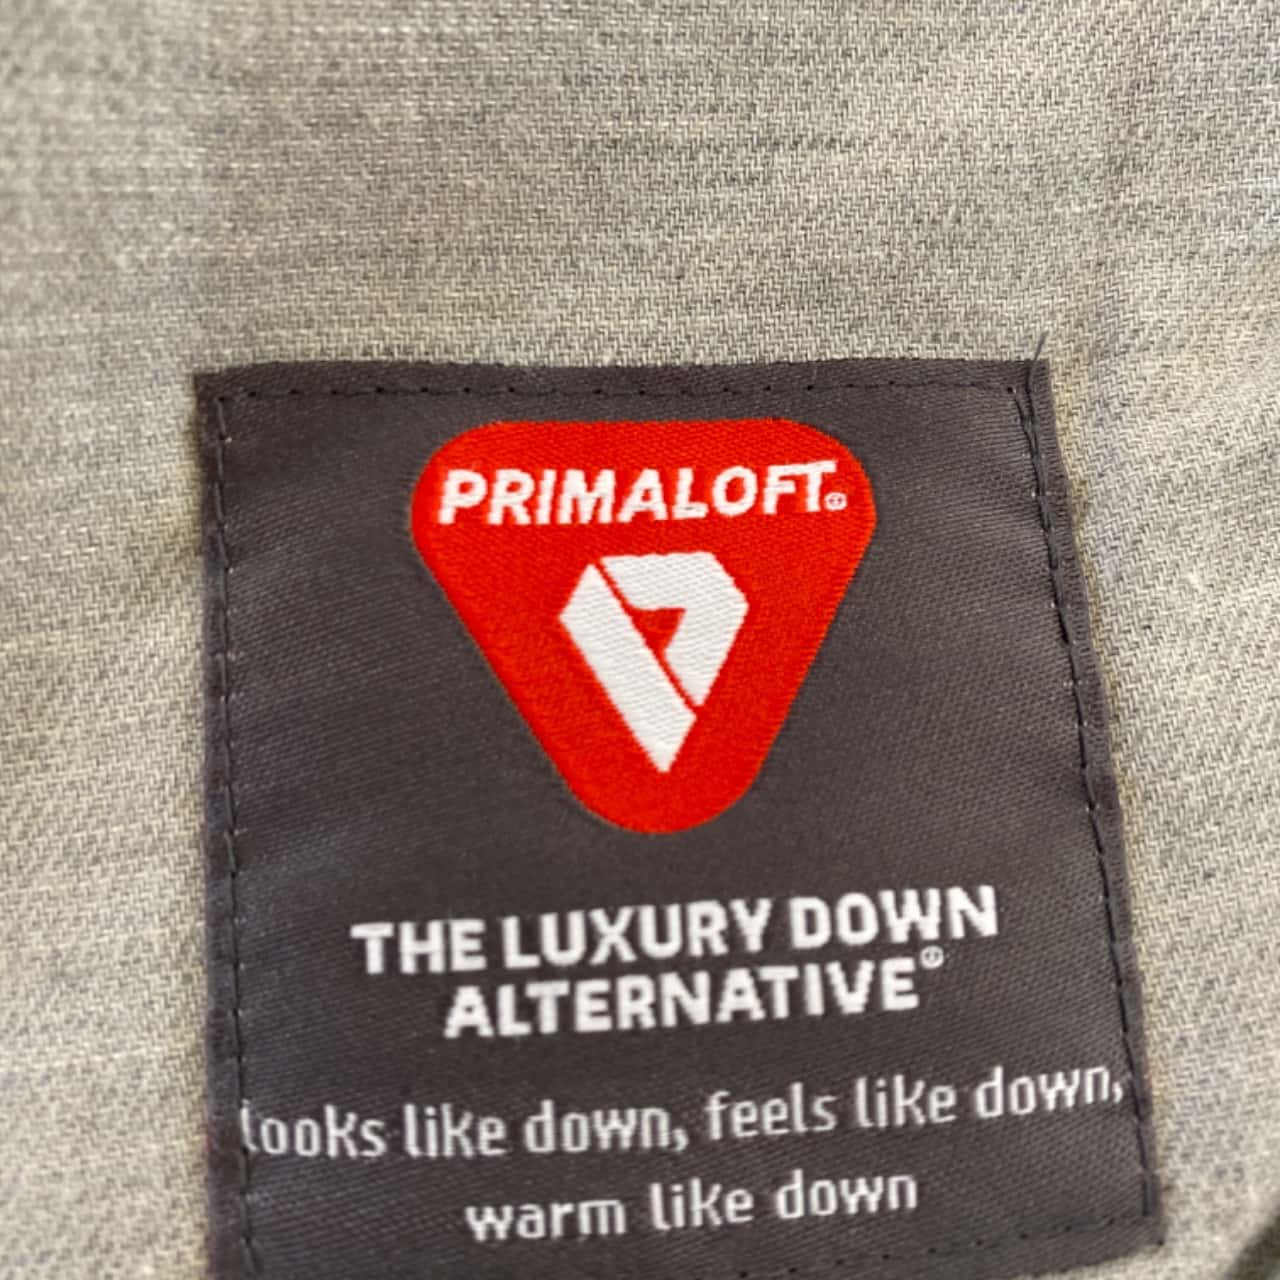 PRIMALOFT®
THE LUXURY DOWN
ALTERNATIVE®
looks like down, feels like down,
warm like down